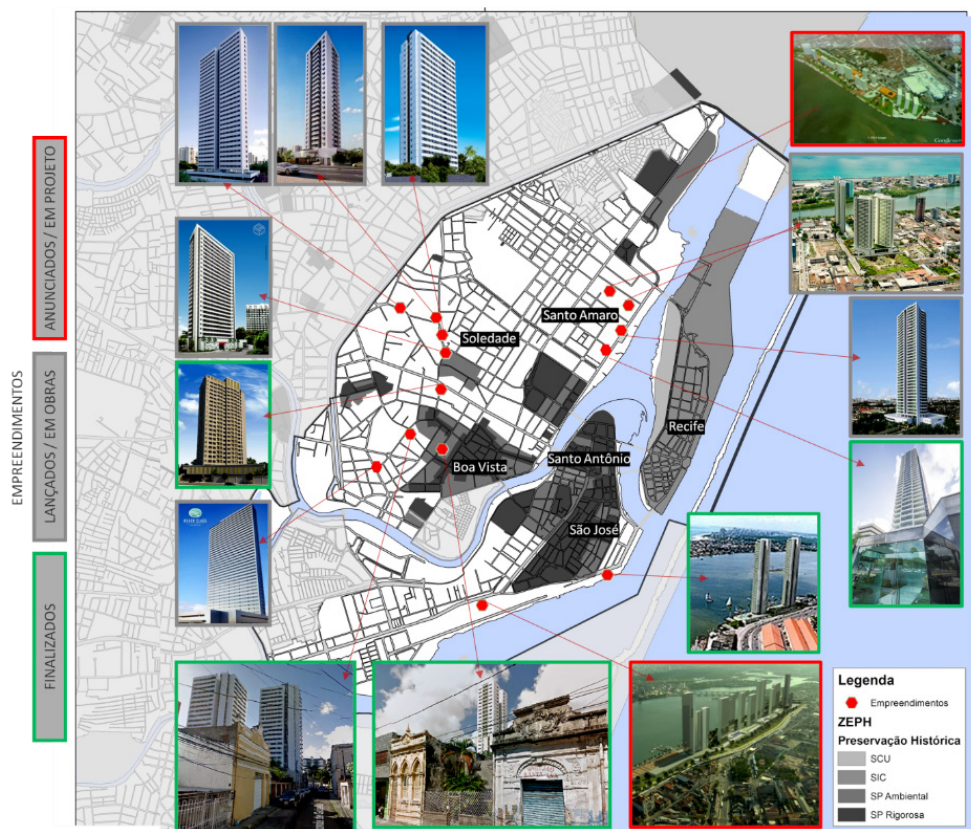 EMPREENDIMENTOS
ANUNCIADOS / EM PROJETO
LANÇADOS / EM OBRAS
FINALIZADOS
Soledade
Santo Amaro
Boa Vista
Santo Antônio
Recife
São José
Google
Legenda
Empreendimentos
ZEPH
Preservação Histórica
SCU
SIC
SP Ambiental
SP Rigorosa